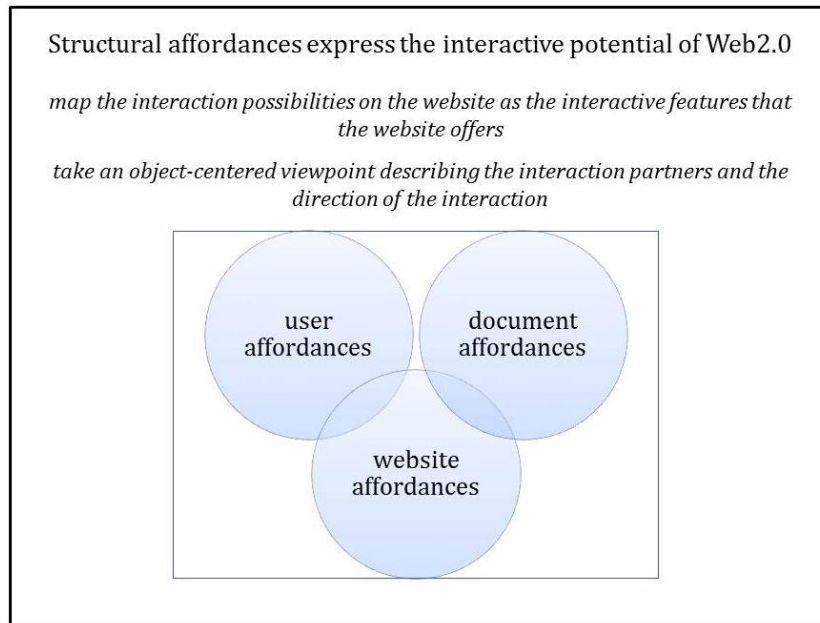 Structural affordances express the interactive potential of Web2.0
map the interaction possibilities on the website as the interactive features that
the website offers
take an object-centered viewpoint describing the interaction partners and the
direction of the interaction
user
affordances
document
affordances
website
affordances